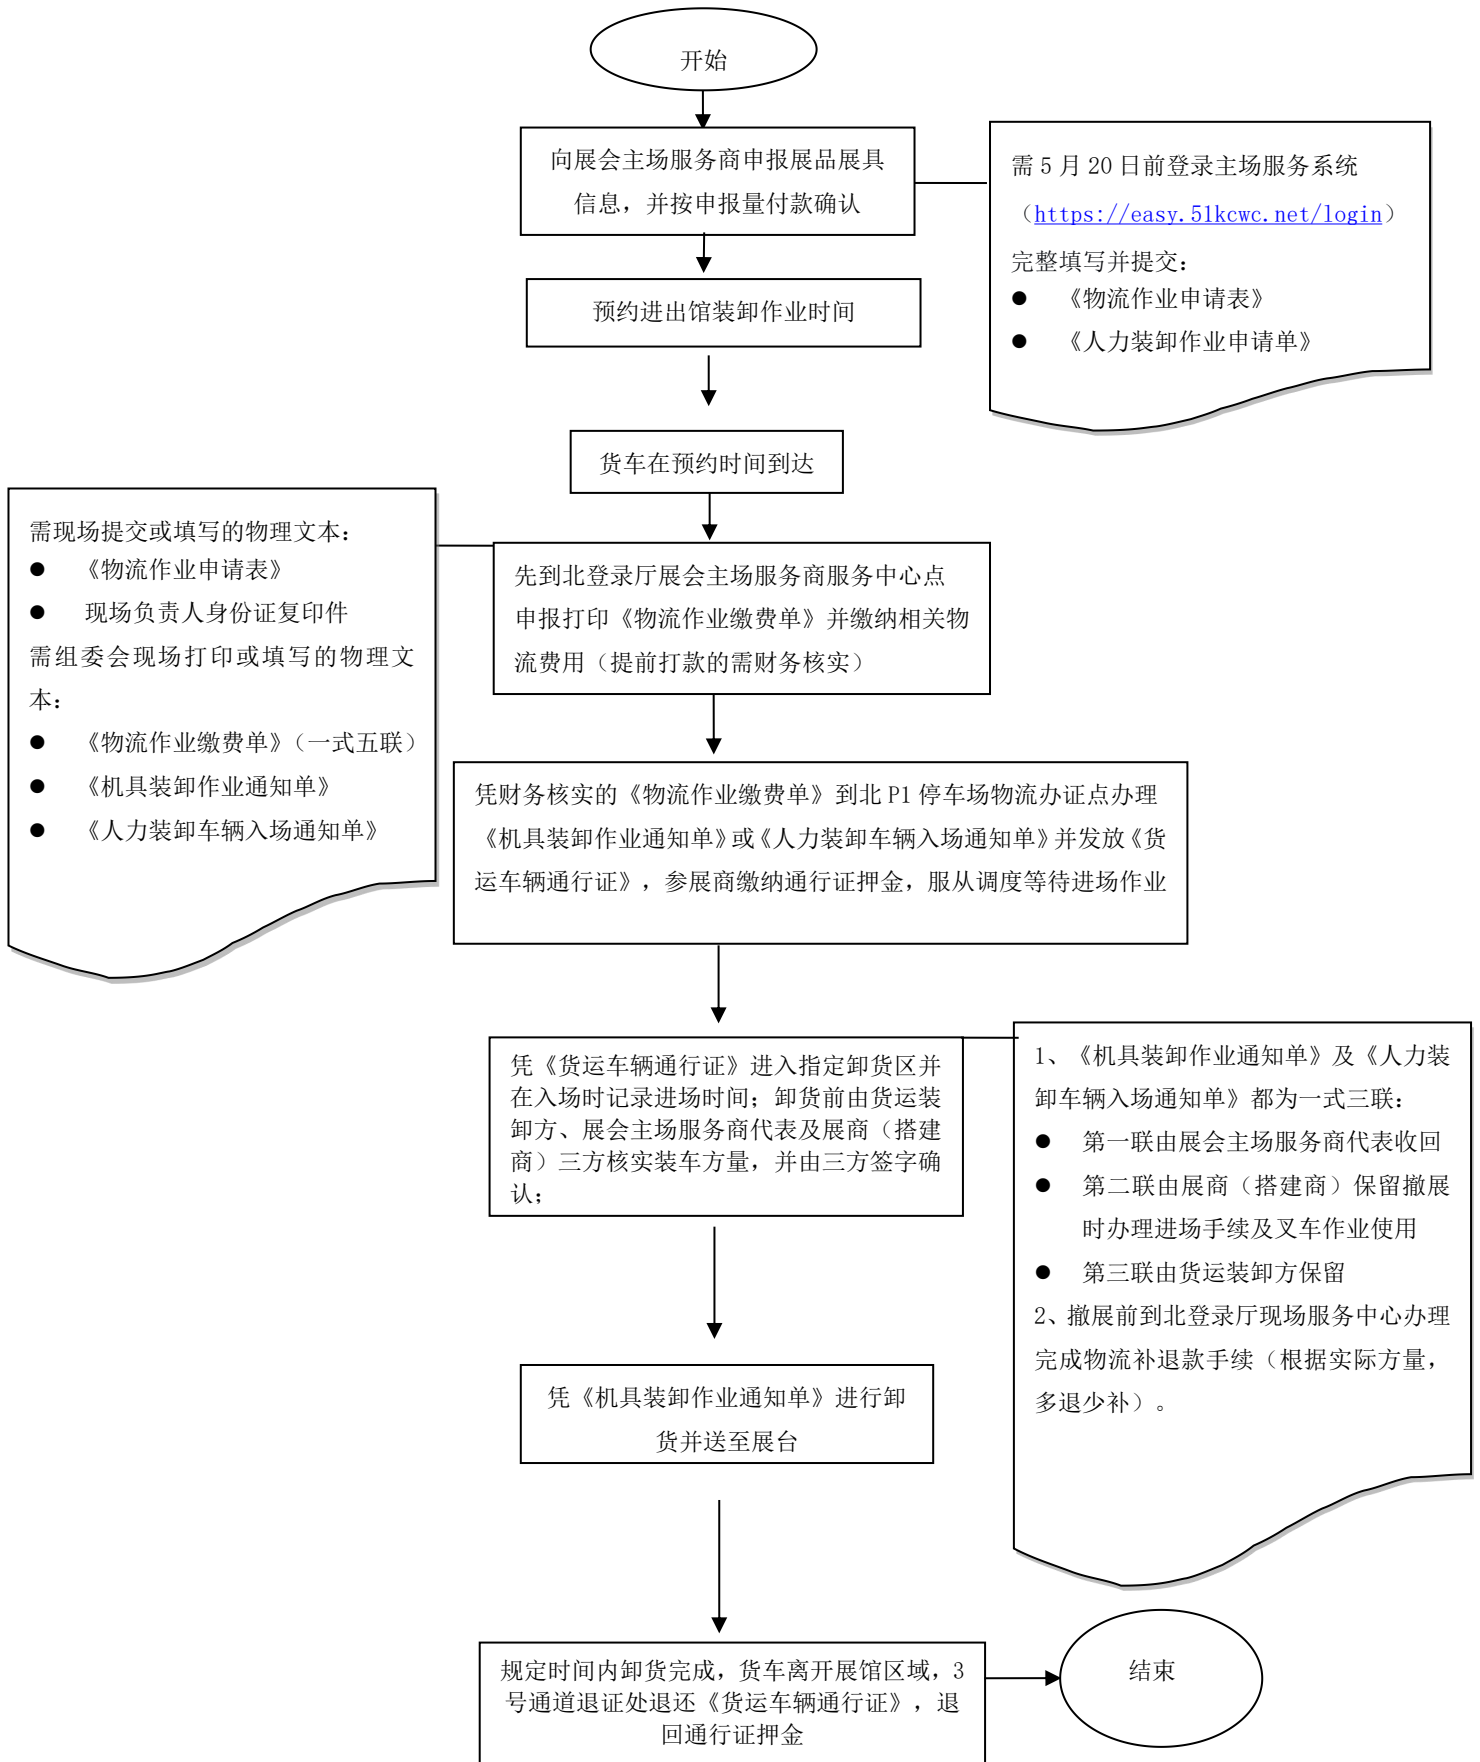 开始
向展会主场服务商申报展品展具
信息，并按申报量付款确认
需 5 月 20 日前登录主场服务系统
（https://easy.51kcwc.net/login）
完整填写并提交：
● 《物流作业申请表》
● 《人力装卸作业申请单》
预约进出馆装卸作业时间
货车在预约时间到达
需现场提交或填写的物理文本：
● 《物流作业申请表》
● 现场负责人身份证复印件
需组委会现场打印或填写的物理文
本：
● 《物流作业缴费单》（一式五联）
● 《机具装卸作业通知单》
● 《人力装卸车辆入场通知单》
先到北登录厅展会主场服务商服务中心点
申报打印《物流作业缴费单》并缴纳相关物
流费用（提前打款的需财务核实）
凭财务核实的《物流作业缴费单》到北 P1 停车场物流办证点办理
《机具装卸作业通知单》或《人力装卸车辆入场通知单》并发放《货
运车辆通行证》，参展商缴纳通行证押金，服从调度等待进场作业
凭《货运车辆通行证》进入指定卸货区并
在入场时记录进场时间；卸货前由货运装
卸方、展会主场服务商代表及展商（搭建
商）三方核实装车方量，并由三方签字确
认；
1、《机具装卸作业通知单》及《人力装
卸车辆入场通知单》都为一式三联：
● 第一联由展会主场服务商代表收回
● 第二联由展商（搭建商）保留撤展
时办理进场手续及叉车作业使用
● 第三联由货运装卸方保留
2、撤展前到北登录厅现场服务中心办理
完成物流补退款手续（根据实际方量，
多退少补）。
凭《机具装卸作业通知单》进行卸
货并送至展台
规定时间内卸货完成，货车离开展馆区域，3
号通道退证处退还《货运车辆通行证》，退
回通行证押金
结束